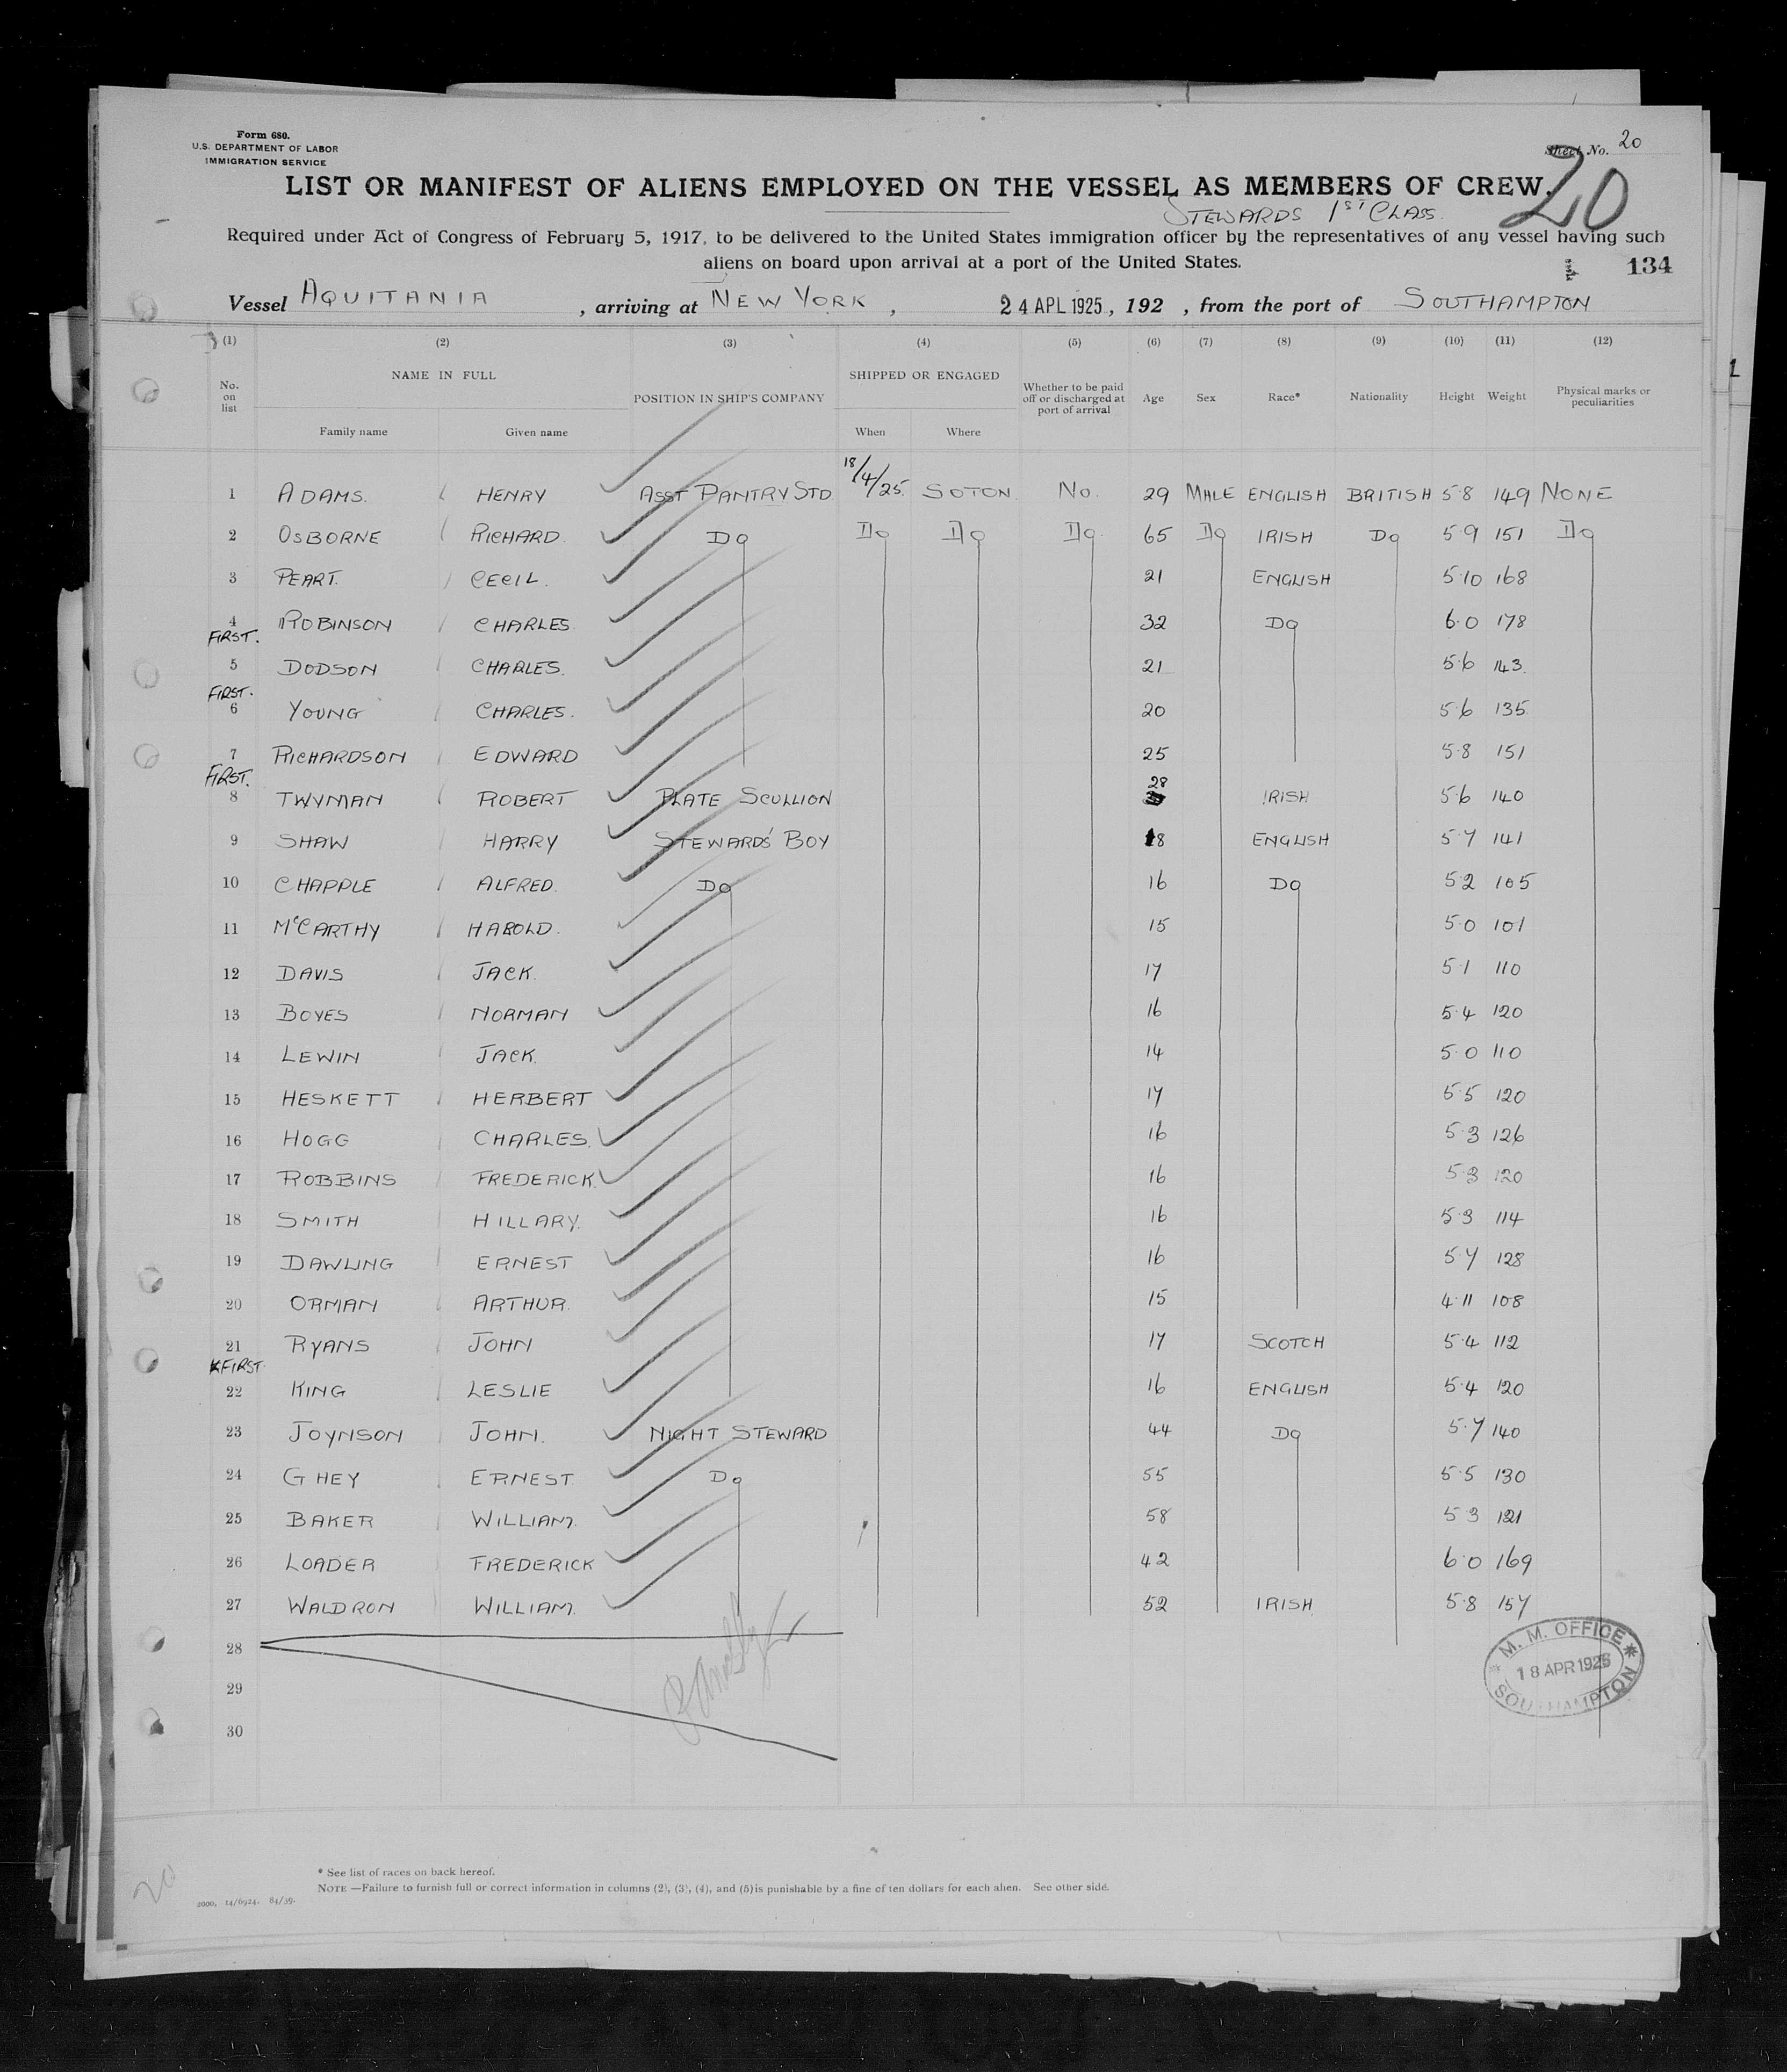 Form 680.
U.S. DEPARTMENT OF LABOR
IMMIGRATION SERVICE
Sheet No. 20
20
LIST OR MANIFEST OF ALIENS EMPLOYED ON THE VESSEL AS MEMBERS OF CREW.
STEWARDS 1ST CLASS.
Required under Act of Congress of February 5, 1917, to be delivered to the United States immigration officer by the representatives of any vessel having such
aliens on board upon arrival at a port of the United States.
134
Vessel AQUITANIA, arriving at NEW YORK, 24 APL 1925, 192 , from the port of SOUTHAMPTON
(1) (2) (3) (4) (5) (6) (7) (8) (9) (10) (11) (12)
No. on list NAME IN FULL POSITION IN SHIP'S COMPANY SHIPPED OR ENGAGED Whether to be paid off or discharged at port of arrival Age Sex Race* Nationality Height Weight Physical marks or peculiarities
Family name Given name When Where
1 ADAMS. HENRY ASST PANTRY STD 18/4/25. SOTON. NO. 29 MALE ENGLISH BRITISH 5·8 149 NONE
2 OSBORNE RICHARD. DO DO DO DO 65 DO IRISH DO 5·9 151 DO
3 PEART. CECIL. 21 ENGLISH 5·10 168
4 ROBINSON CHARLES. 32 DO 6·0 178
FIRST.
5 DODSON CHARLES. 21 5·6 143.
FIRST.
6 YOUNG CHARLES. 20 5·6 135
7 RICHARDSON EDWARD 25 5·8 151
FIRST.
8 TWYMAN ROBERT PLATE SCULLION 28 IRISH 5·6 140
9 SHAW HARRY STEWARDS' BOY 18 ENGLISH 5·7 141
10 CHAPPLE ALFRED. DO 16 DO 5·2 105
11 McCARTHY HAROLD. 15 5·0 101
12 DAVIS JACK. 17 5·1 110
13 BOYES NORMAN 16 5·4 120
14 LEWIN JACK. 14 5·0 110
15 HESKETT HERBERT 17 5·5 120
16 HOGG CHARLES. 16 5·3 126
17 ROBBINS FREDERICK. 16 5·3 120
18 SMITH HILLARY. 16 5·3 114
19 DAWLING ERNEST 16 5·7 128
20 ORMAN ARTHUR. 15 4·11 108
21 RYANS JOHN 17 SCOTCH 5·4 112
FIRST.
22 KING LESLIE 16 ENGLISH 5·4 120
23 JOYNSON JOHN. NIGHT STEWARD 44 DO 5·7 140
24 GHEY ERNEST DO 55 5·5 130
25 BAKER WILLIAM. 58 5·3 121
26 LOADER FREDERICK 42 6·0 169
27 WALDRON WILLIAM. 52 IRISH. 5·8 157
28
29
30
M. M. OFFICE
18 APR 1925
SOUTHAMPTON
* See list of races on back hereof.
NOTE—Failure to furnish full or correct information in columns (2), (3), (4), and (5) is punishable by a fine of ten dollars for each alien. See other side.
2000, 14/6924. 84/39.
20